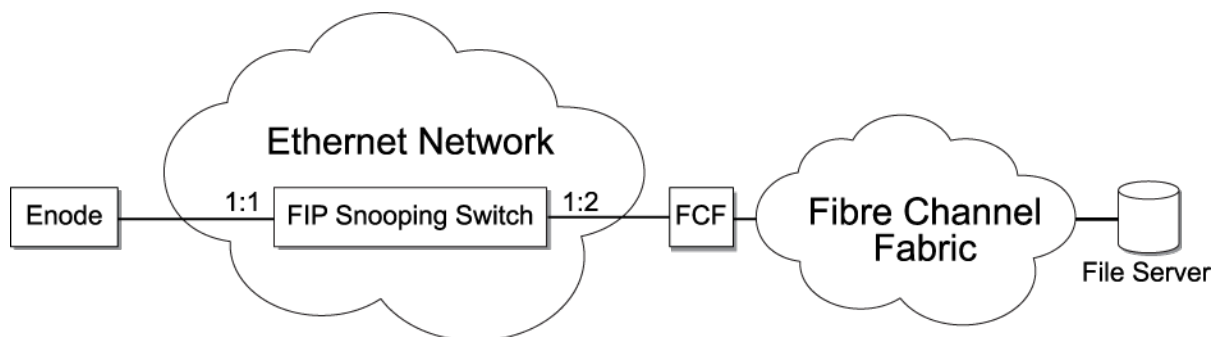 Ethernet Network
Enode
1:1
FIP Snooping Switch
1:2
FCF
Fibre Channel
Fabric
File Server